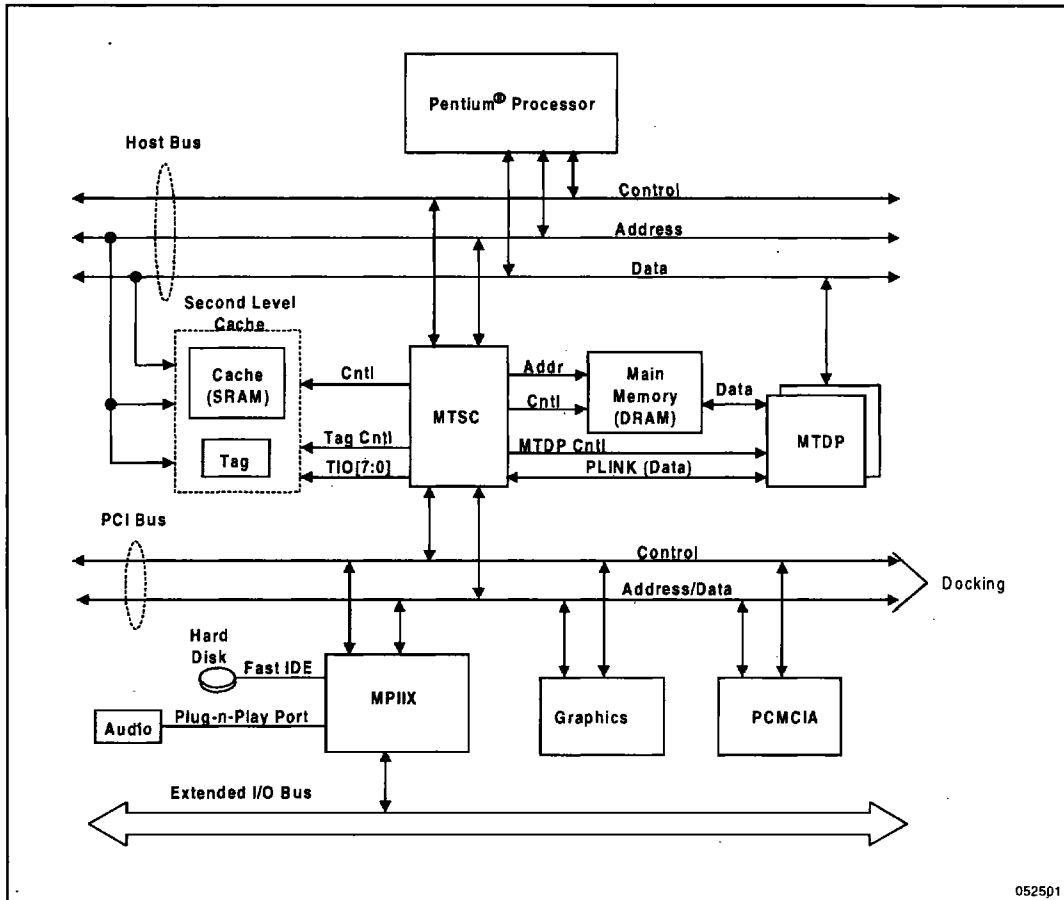 Pentium® Processor
Host Bus
Control
Address
Data
Second Level
Cache
Cache
(SRAM)
Tag
Cntl
Tag Cntl
TIO[7:0]
MTSC
Addr
Cntl
Main
Memory
(DRAM)
Data
MTDP
MTDP Cntl
PLINK (Data)
PCI Bus
Control
Address/Data
Docking
Hard
Disk
Fast IDE
MPIIX
Audio
Plug-n-Play Port
Graphics
PCMCIA
Extended I/O Bus
052501